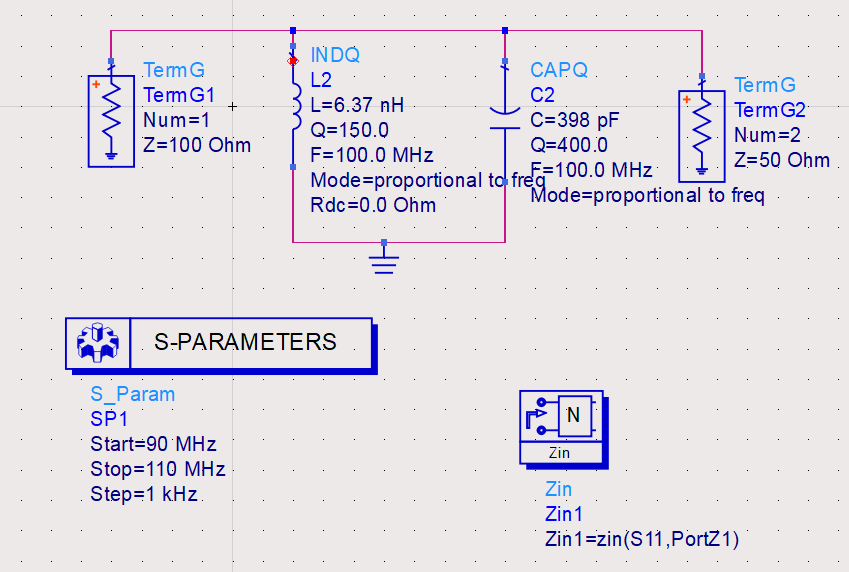 TermG
TermG1
Num=1
Z=100 Ohm
INDQ
L2
L=6.37 nH
Q=150.0
F=100.0 MHz
Mode=proportional to freq
Rdc=0.0 Ohm
CAPQ
C2
C=398 pF
Q=400.0
F=100.0 MHz
Mode=proportional to freq
TermG
TermG2
Num=2
Z=50 Ohm
S-PARAMETERS
S_Param
SP1
Start=90 MHz
Stop=110 MHz
Step=1 kHz
N
Zin
Zin
Zin1
Zin1=zin(S11,PortZ1)